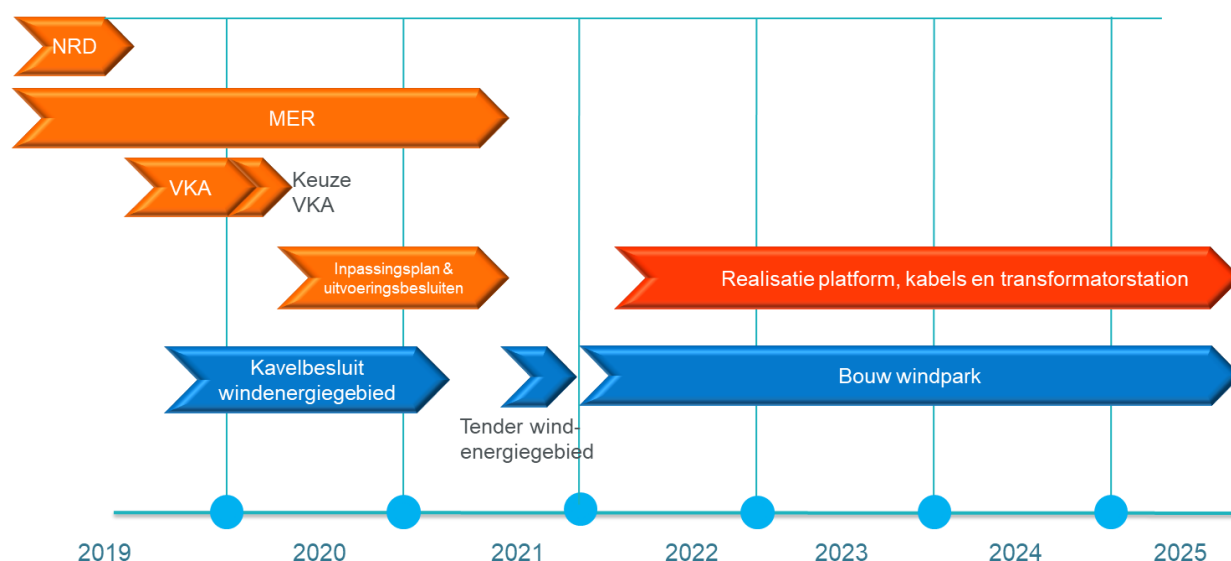 NRD
MER
VKA
Keuze
VKA
Inpassingsplan &
uitvoeringsbesluiten
Realisatie platform, kabels en transformatorstation
Kavelbesluit
windenergiegebied
Bouw windpark
Tender wind-
energiegebied
2019
2020
2021
2022
2023
2024
2025